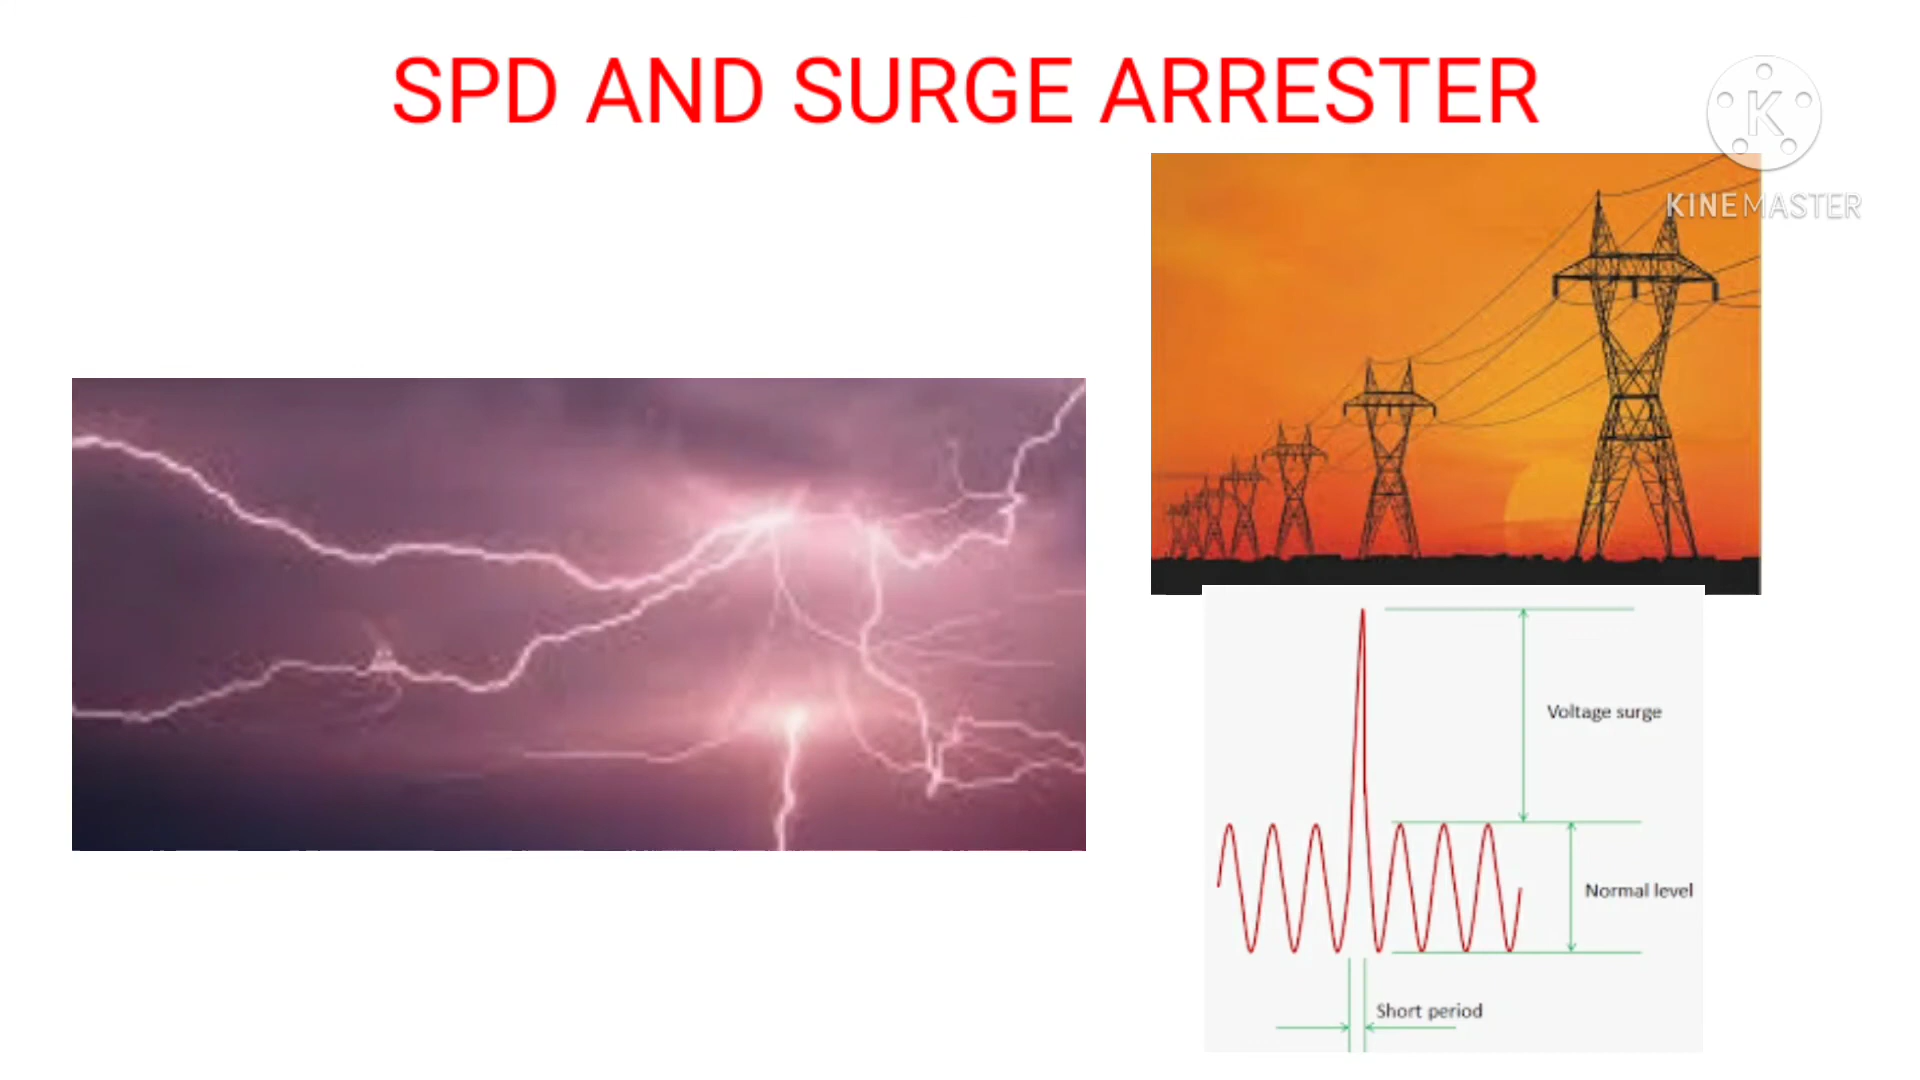 SPD AND SURGE ARRESTER
K
KINEMASTER
Voltage surge
Normal level
Short period